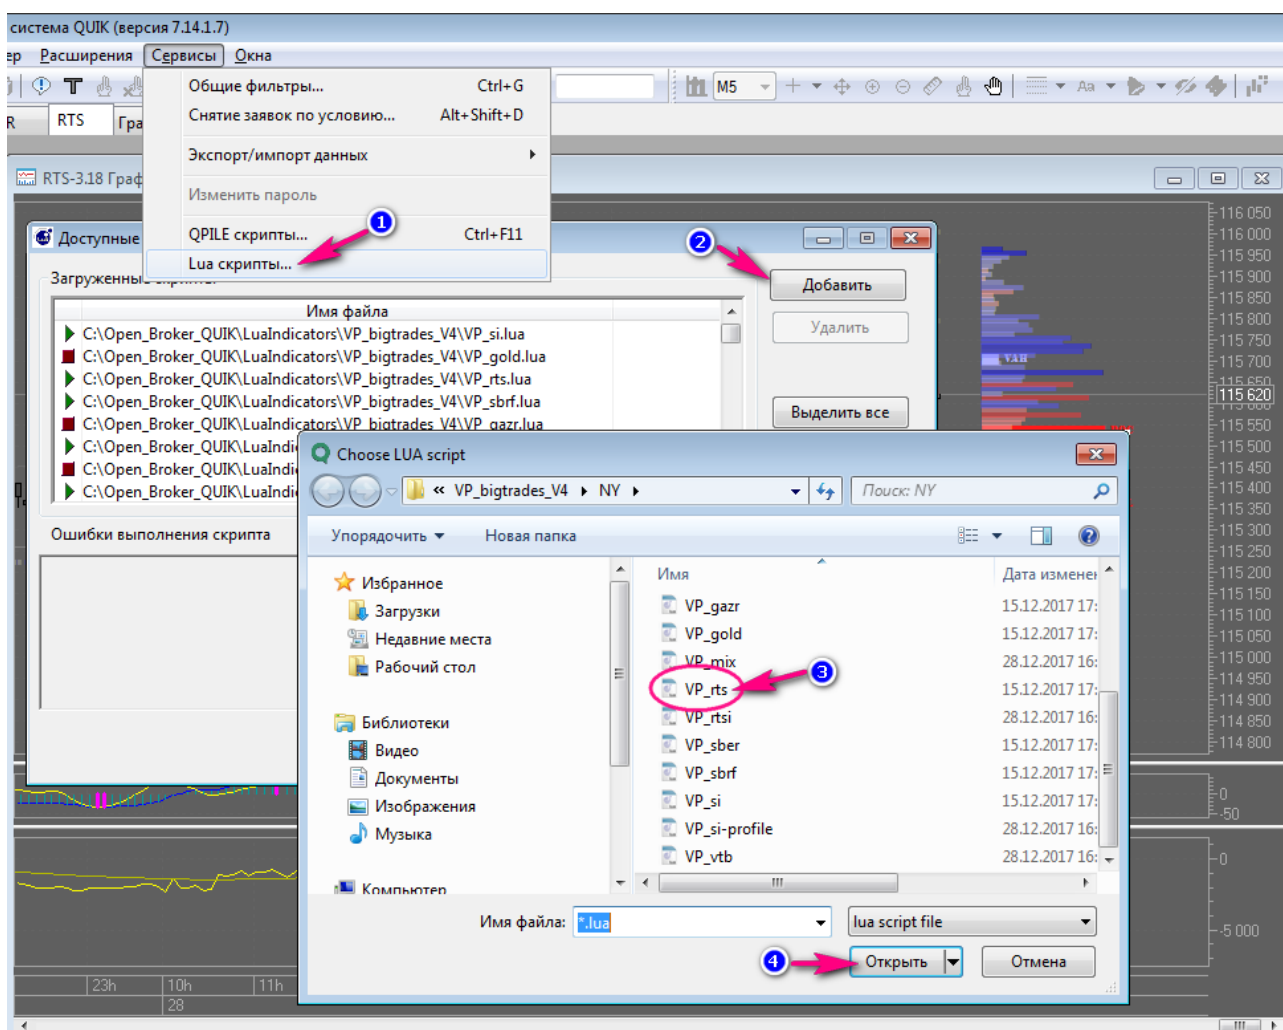 система QUIK (версия 7.14.1.7)
ер Расширения Сервисы Окна
Общие фильтры... Ctrl+G
Снятие заявок по условию... Alt+Shift+D
Экспорт/импорт данных
Изменить пароль
QPILE скрипты... Ctrl+F11
Lua скрипты...
M5
Aa
R RTS Гра
RTS-3.18 Граф
1
2
Доступные
Загруженны
Имя файла
C:\Open_Broker_QUIK\LuaIndicators\VP_bigtrades_V4\VP_si.lua
C:\Open_Broker_QUIK\LuaIndicators\VP_bigtrades_V4\VP_gold.lua
C:\Open_Broker_QUIK\LuaIndicators\VP_bigtrades_V4\VP_rts.lua
C:\Open_Broker_QUIK\LuaIndicators\VP_bigtrades_V4\VP_sbrf.lua
C:\Open_Broker_QUIK\LuaIndicators\VP_bigtrades_V4\VP_gazr.lua
C:\Open_Broker_QUIK\LuaIndi
C:\Open_Broker_QUIK\LuaIndi
C:\Open_Broker_QUIK\LuaIndi
Добавить
Удалить
Выделить все
Ошибки выполнения скрипта
Choose LUA script
« VP_bigtrades_V4 NY
Поиск: NY
Упорядочить Новая папка
Избранное
Загрузки
Недавние места
Рабочий стол
Библиотеки
Видео
Документы
Изображения
Музыка
Компьютер
Имя Дата изменен
VP_gazr 15.12.2017 17:
VP_gold 15.12.2017 17:
VP_mix 28.12.2017 16:
VP_rts 15.12.2017 17:
VP_rtsi 28.12.2017 16:
VP_sber 15.12.2017 17:
VP_sbrf 15.12.2017 17:
VP_si 15.12.2017 17:
VP_si-profile 28.12.2017 16:
VP_vtb 28.12.2017 16:
3
Имя файла: *.lua lua script file
4
Открыть Отмена
VAH
116 050
116 000
115 950
115 900
115 850
115 800
115 750
115 700
115 650
115 620
115 550
115 500
115 450
115 400
115 350
115 300
115 250
115 200
115 150
115 100
115 050
115 000
114 950
114 900
114 850
114 800
0
-50
0
-5 000
23h 10h 11h
28